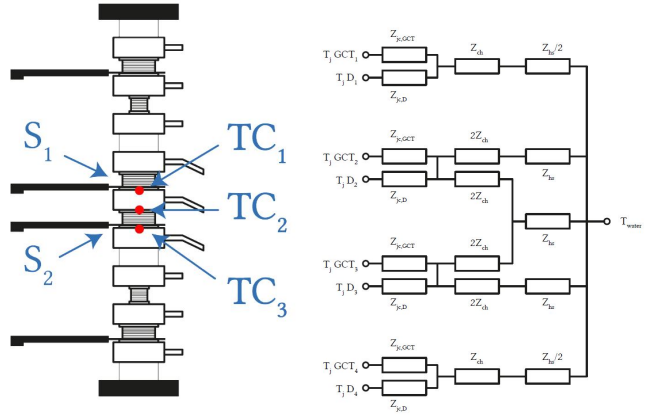 S1
S2
TC1
TC2
TC3
Zjc,GCT
Tj GCT1
Zch
Zhs/2
Tj D1
Zjc,D
Zjc,GCT
Tj GCT2
2Zch
Zhs
Tj D2
Zjc,D
2Zch
Zhs
Twater
Zjc,GCT
Tj GCT3
2Zch
Tj D3
Zjc,D
2Zch
Zhs
Zjc,GCT
Tj GCT4
Zch
Zhs/2
Tj D4
Zjc,D